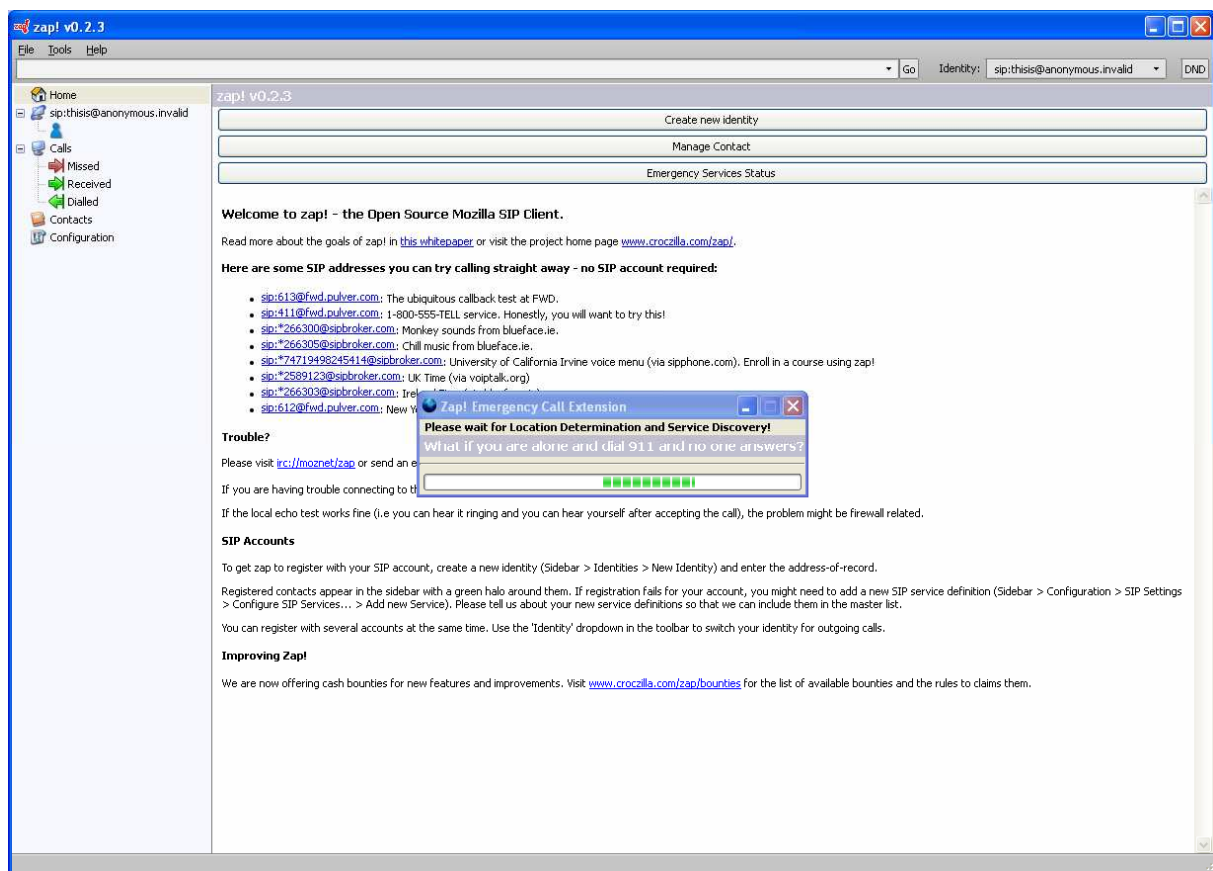 zap! v0.2.3
File Tools Help
Go Identity: sip:thisis@anonymous.invalid DND
Home
sip:thisis@anonymous.invalid
Calls
Missed
Received
Dialled
Contacts
Configuration
zap! v0.2.3
Create new identity
Manage Contact
Emergency Services Status
Welcome to zap! - the Open Source Mozilla SIP Client.
Read more about the goals of zap! in this whitepaper or visit the project home page www.croczilla.com/zap/.
Here are some SIP addresses you can try calling straight away - no SIP account required:
• sip:613@fwd.pulver.com: The ubiquitous callback test at FWD.
• sip:411@fwd.pulver.com: 1-800-555-TELL service. Honestly, you will want to try this!
• sip:*266300@sipbroker.com: Monkey sounds from blueface.ie.
• sip:*266305@sipbroker.com: Chill music from blueface.ie.
• sip:*74719498245414@sipbroker.com: University of California Irvine voice menu (via sipphone.com). Enroll in a course using zap!
• sip:*2589123@sipbroker.com: UK Time (via voiptalk.org)
• sip:*266303@sipbroker.com:
• sip:612@fwd.pulver.com: New
Zap! Emergency Call Extension
Please wait for Location Determination and Service Discovery!
What if you are alone and dial 911 and no one answers?
Trouble?
Please visit irc://moznet/zap or send an
If you are having trouble connecting to
If the local echo test works fine (i.e you can hear it ringing and you can hear yourself after accepting the call), the problem might be firewall related.
SIP Accounts
To get zap to register with your SIP account, create a new identity (Sidebar > Identities > New Identity) and enter the address-of-record.
Registered contacts appear in the sidebar with a green halo around them. If registration fails for your account, you might need to add a new SIP service definition (Sidebar > Configuration > SIP Settings
> Configure SIP Services... > Add new Service). Please tell us about your new service definitions so that we can include them in the master list.
You can register with several accounts at the same time. Use the 'Identity' dropdown in the toolbar to switch your identity for outgoing calls.
Improving Zap!
We are now offering cash bounties for new features and improvements. Visit www.croczilla.com/zap/bounties for the list of available bounties and the rules to claims them.